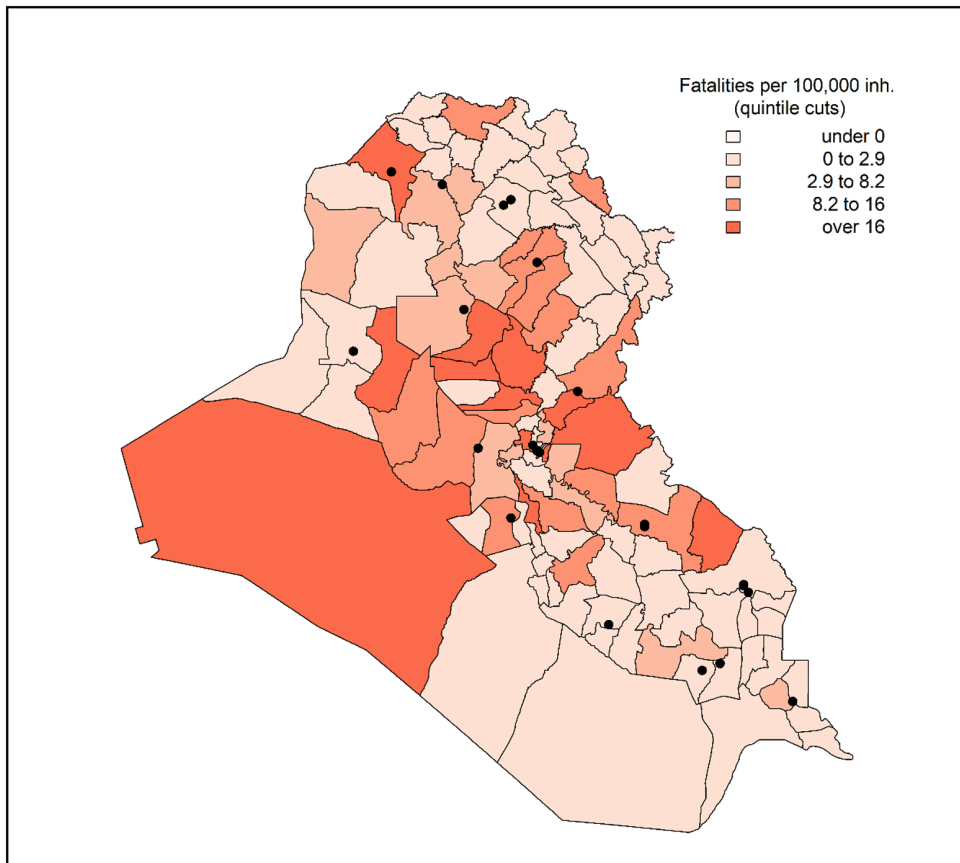 Fatalities per 100,000 inh.
(quintile cuts)
under 0
0 to 2.9
2.9 to 8.2
8.2 to 16
over 16